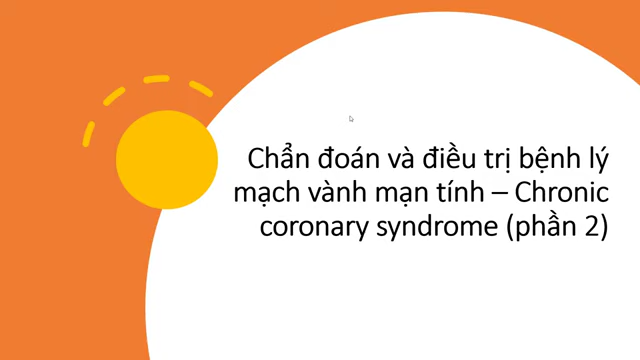 Chẩn đoán và điều trị bệnh lý
mạch vành mạn tính – Chronic
coronary syndrome (phần 2)